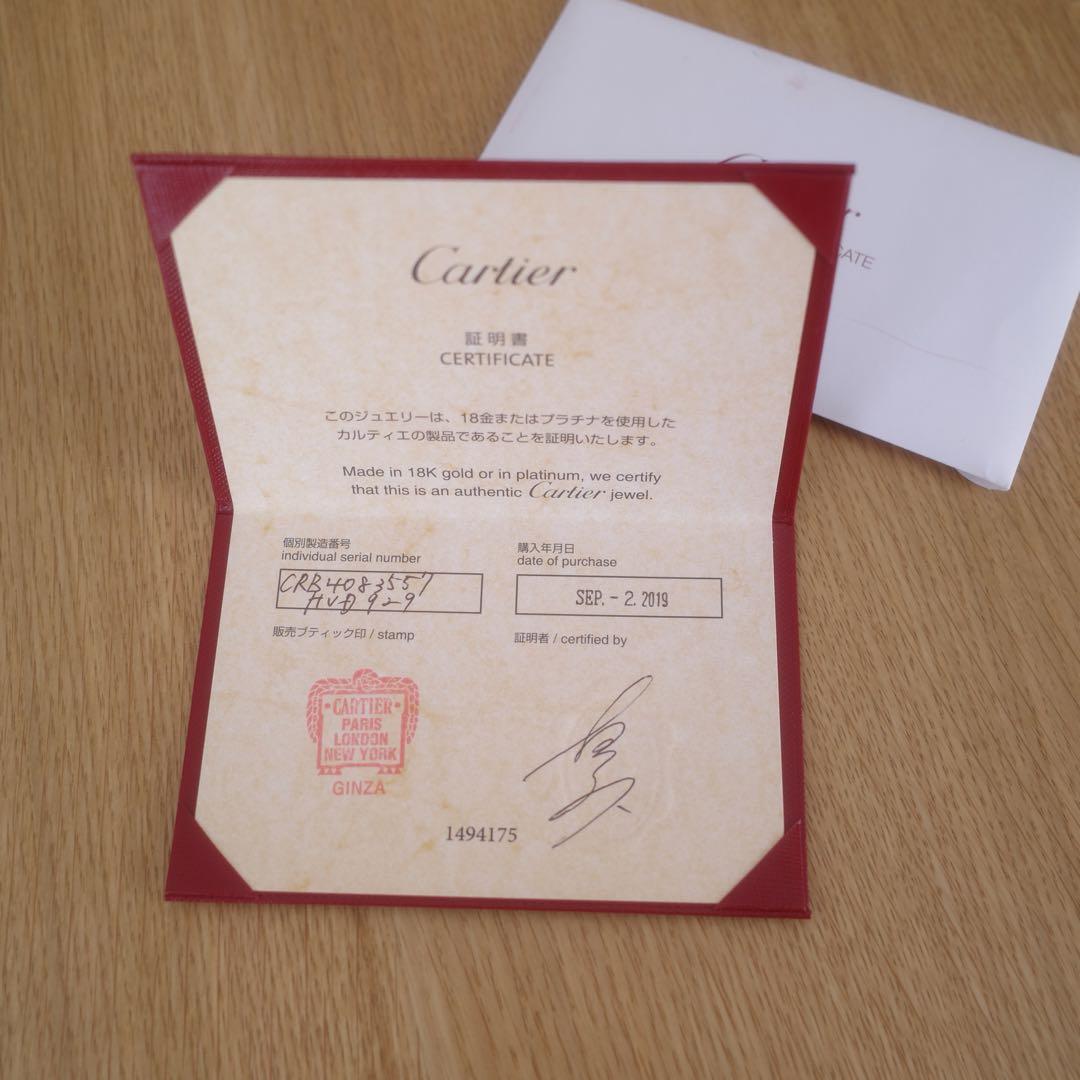 Cartier
証明書
CERTIFICATE
このジュエリーは、18金またはプラチナを使用した
カルティエの製品であることを証明いたします。
Made in 18K gold or in platinum, we certify
that this is an authentic Cartier jewel.
個別製造番号
individual serial number
CRB4083557
購入年月日
date of purchase
SEP. - 2. 2019
販売ブティック印 / stamp
証明者 / certified by
CARTIER
PARIS
LONDON
NEW YORK
GINZA
1494175